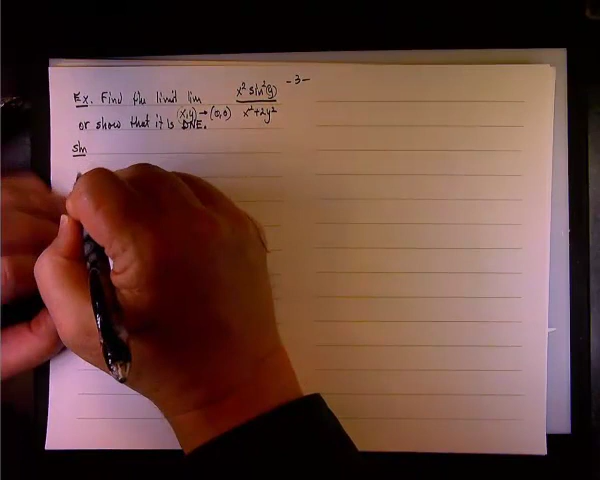 -3-
Ex. Find the limit lim x² sin²(y)
(x,y)→(0,0) x²+2y²
or show that it is DNE.
sln